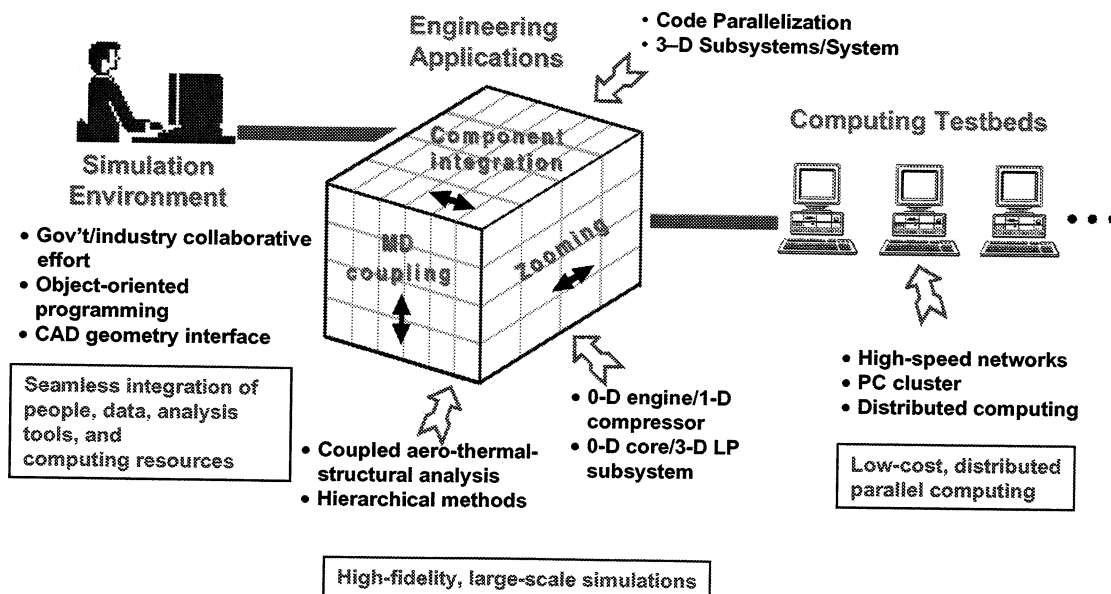 Engineering
Applications
• Code Parallelization
• 3–D Subsystems/System
Simulation
Environment
• Gov't/industry collaborative
effort
• Object-oriented
programming
• CAD geometry interface
Seamless integration of
people, data, analysis
tools, and
computing resources
Component
integration
MD
coupling
Zooming
• Coupled aero-thermal-
structural analysis
• Hierarchical methods
• 0-D engine/1-D
compressor
• 0-D core/3-D LP
subsystem
High-fidelity, large-scale simulations
Computing Testbeds
• • •
• High-speed networks
• PC cluster
• Distributed computing
Low-cost, distributed
parallel computing